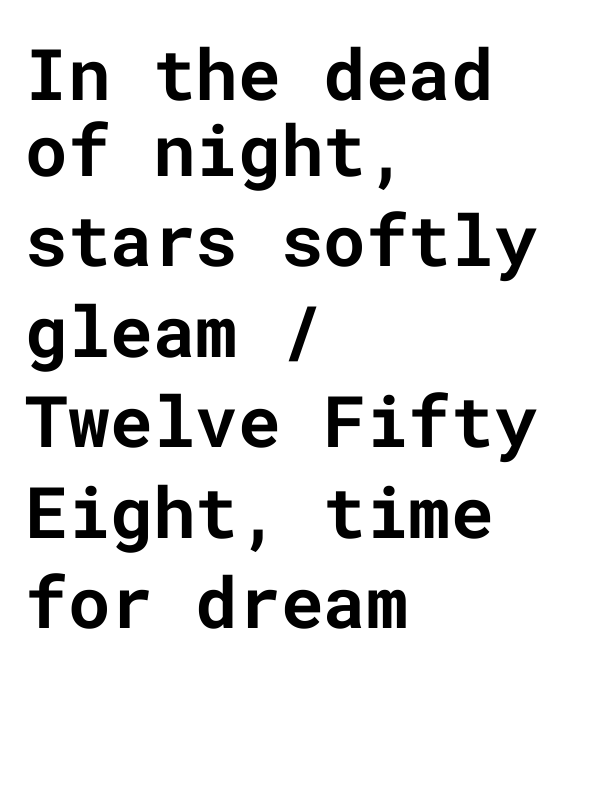 In the dead
of night,
stars softly
gleam /
Twelve Fifty
Eight, time
for dream